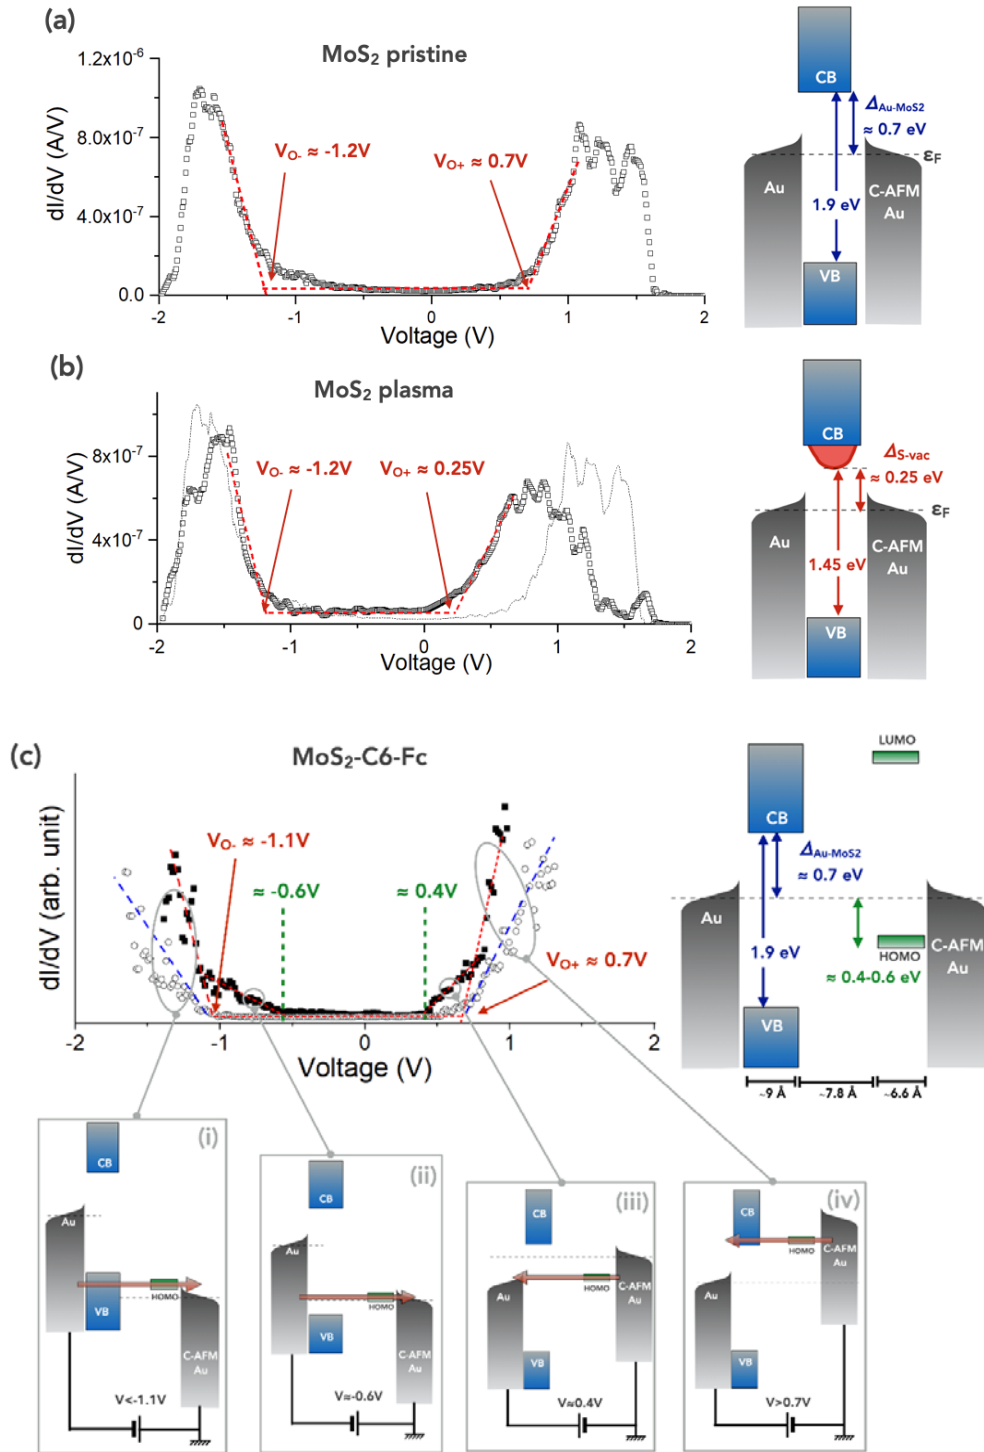 (a)
MoS2 pristine
1.2x10-6
8.0x10-7
4.0x10-7
0.0
dI/dV (A/V)
VO- ≈ -1.2V
VO+ ≈ 0.7V
-2
-1
0
1
2
Voltage (V)
CB
ΔAu-MoS2
≈ 0.7 eV
εF
Au
C-AFM
Au
1.9 eV
VB
(b)
MoS2 plasma
8x10-7
4x10-7
0
dI/dV (A/V)
VO- ≈ -1.2V
VO+ ≈ 0.25V
-2
-1
0
1
2
Voltage (V)
CB
ΔS-vac
≈ 0.25 eV
εF
Au
C-AFM
Au
1.45 eV
VB
(c)
MoS2-C6-Fc
dI/dV (arb. unit)
VO- ≈ -1.1V
≈ -0.6V
≈ 0.4V
VO+ ≈ 0.7V
-2
-1
0
1
2
Voltage (V)
LUMO
CB
ΔAu-MoS2
≈ 0.7 eV
Au
C-AFM
Au
1.9 eV
HOMO
≈ 0.4-0.6 eV
VB
~9 Å
~7.8 Å
~6.6 Å
(i)
CB
Au
VB
HOMO
C-AFM
Au
V<-1.1V
(ii)
CB
Au
HOMO
VB
C-AFM
Au
V≈-0.6V
(iii)
CB
Au
HOMO
C-AFM
Au
VB
V≈0.4V
(iv)
CB
HOMO
C-AFM
Au
Au
VB
V>0.7V